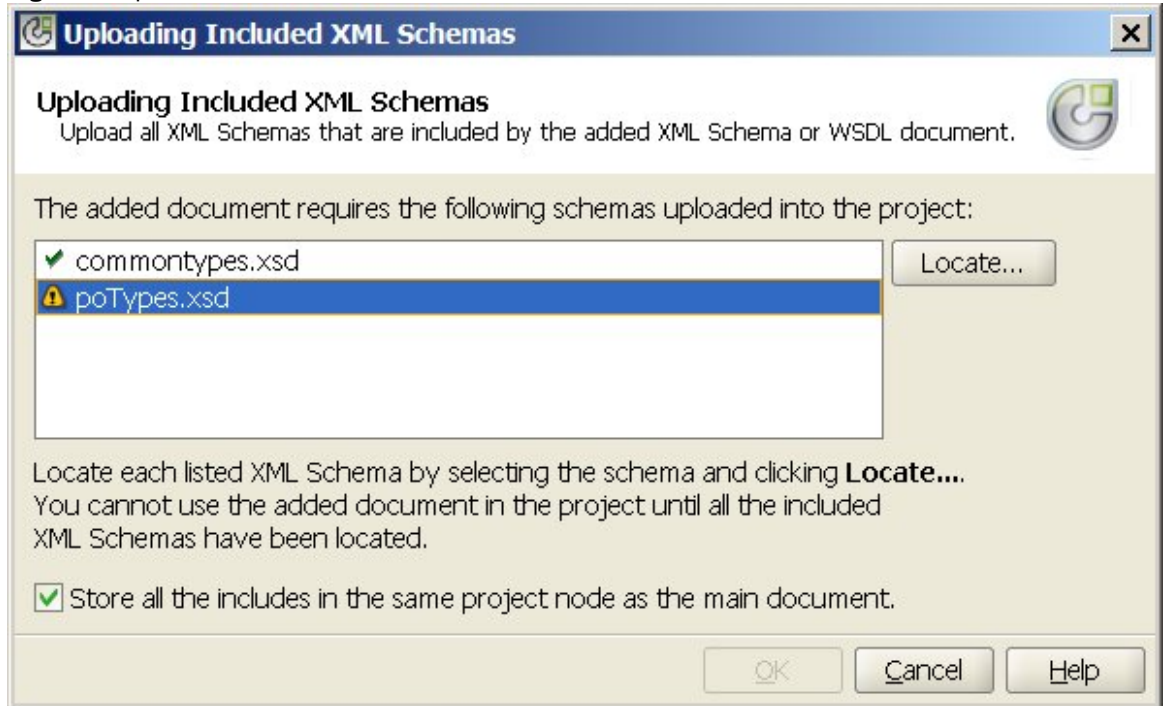 Uploading Included XML Schemas
Uploading Included XML Schemas
Upload all XML Schemas that are included by the added XML Schema or WSDL document.
The added document requires the following schemas uploaded into the project:
commontypes.xsd
Locate...
poTypes.xsd
Locate each listed XML Schema by selecting the schema and clicking Locate....
You cannot use the added document in the project until all the included
XML Schemas have been located.
Store all the includes in the same project node as the main document.
OK
Cancel
Help